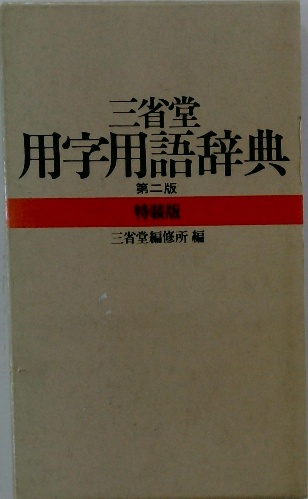 三省堂
用字用語辞典
第二版
特装版
三省堂編修所 編